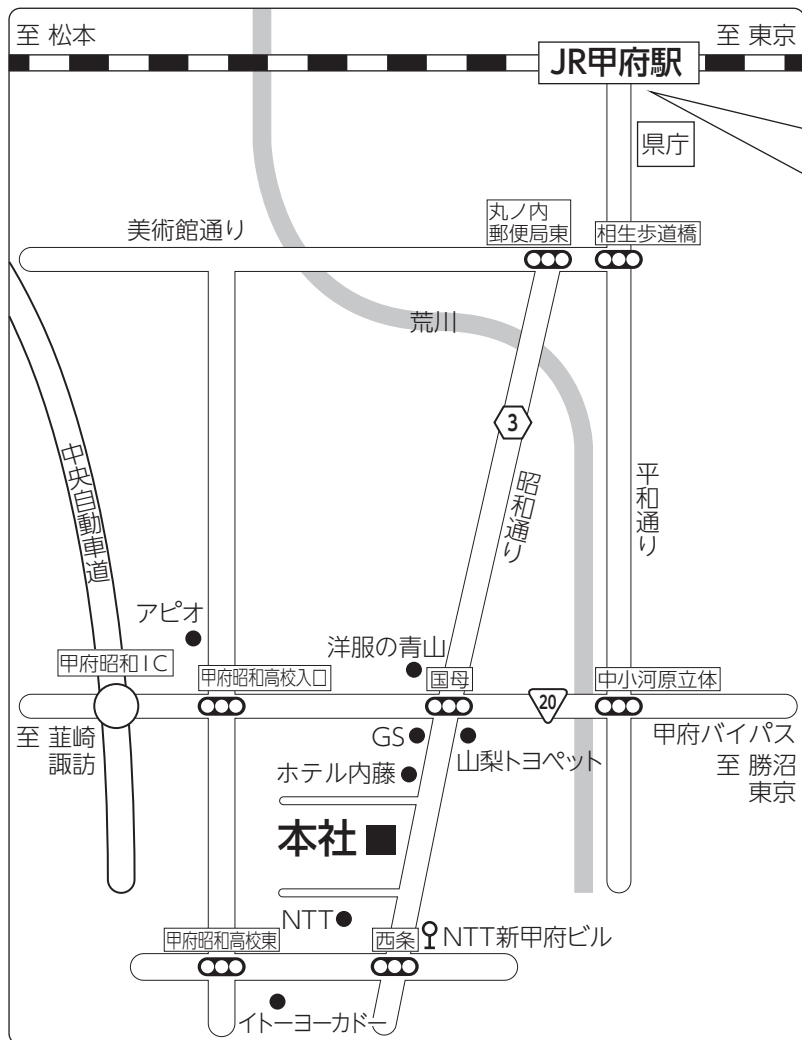 至 松本
至 東京
JR甲府駅
県庁
美術館通り
丸ノ内
郵便局東
相生歩道橋
荒川
3
昭和通り
平和通り
中央自動車道
アピオ
洋服の青山
甲府昭和IC
甲府昭和高校入口
国母
20
中小河原立体
至 韮崎
諏訪
GS
山梨トヨペット
甲府バイパス
至 勝沼
東京
ホテル内藤
本社
NTT
甲府昭和高校東
西条
NTT新甲府ビル
イトーヨーカドー